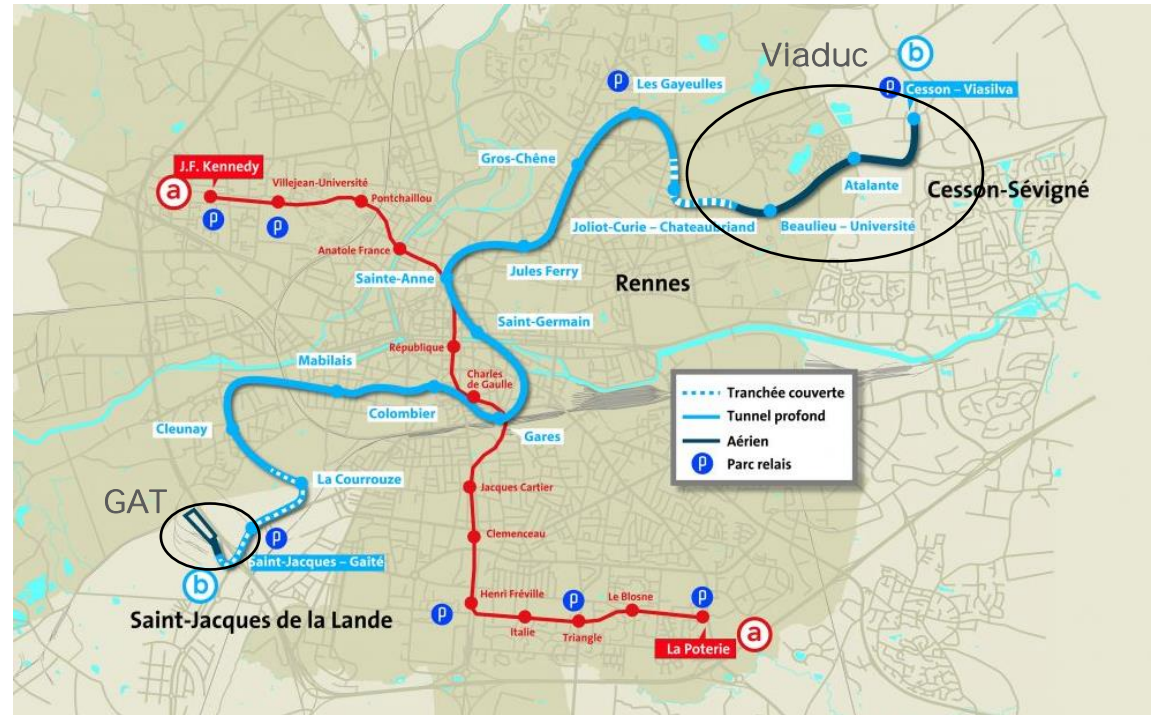 Viaduc
b
P
Les Gayeulles
P
Cesson – Viasilva
Gros-Chêne
J.F. Kennedy
a
Villejean-Université
Pontchaillou
P
P
Atalante
Cesson-Sévigné
Joliot-Curie – Chateaubriand
Beaulieu – Université
Anatole France
Sainte-Anne
Jules Ferry
Rennes
Saint-Germain
République
Mabilais
Charles
de Gaulle
Colombier
Gares
Tranchée couverte
Tunnel profond
Aérien
P
Parc relais
Cleunay
La Courrouze
GAT
Jacques Cartier
Clemenceau
P
Saint-Jacques – Gaîté
b
Saint-Jacques de la Lande
Henri Fréville
P
Italie
P
Triangle
Le Blosne
P
La Poterie
a